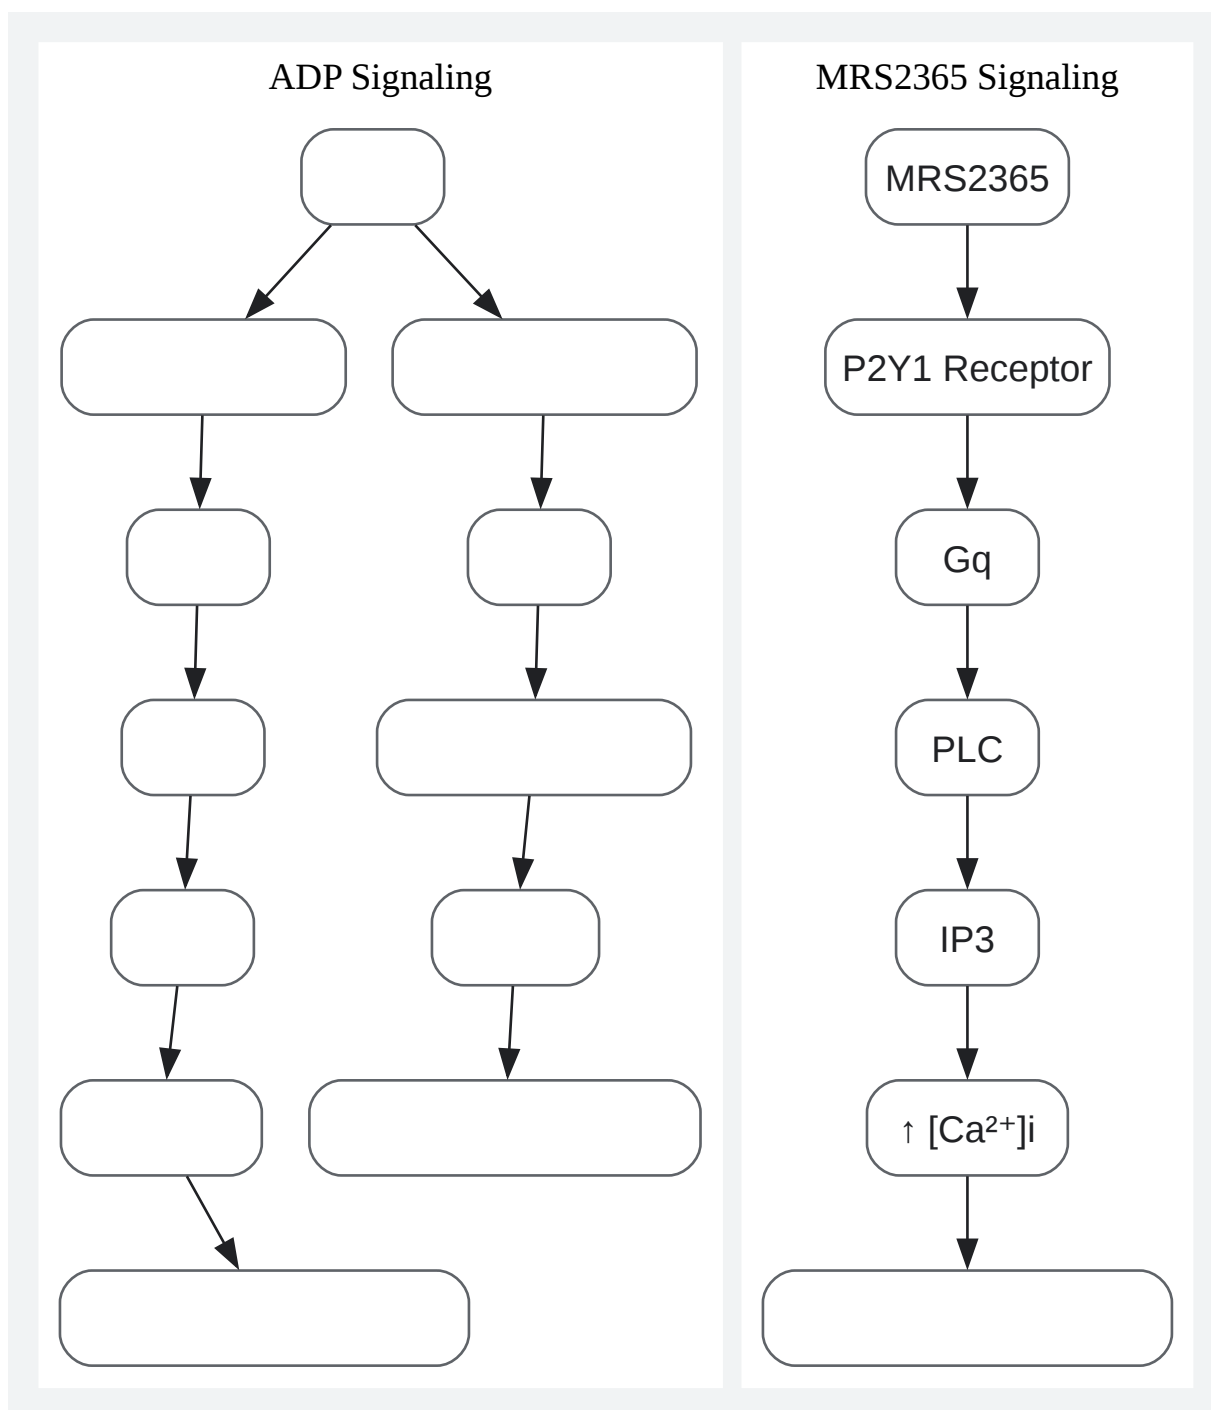 ADP Signaling
MRS2365 Signaling
MRS2365
P2Y1 Receptor
Gq
PLC
IP3
↑ [Ca²⁺]i